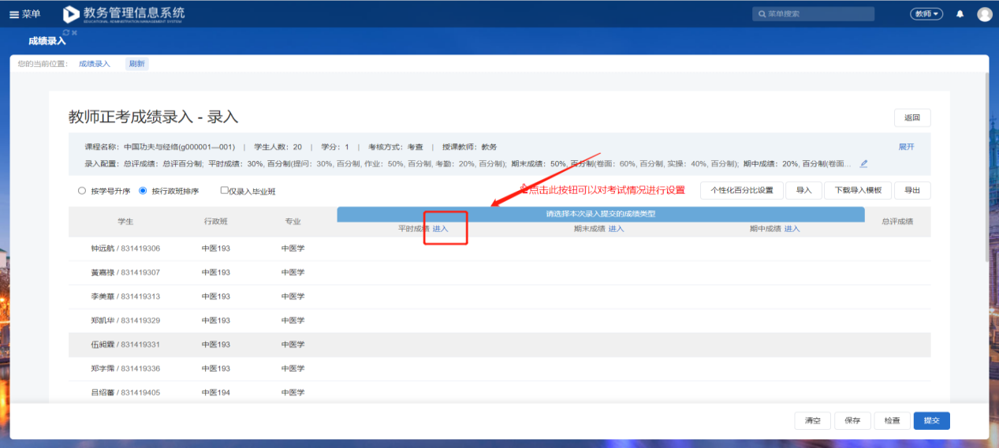 菜单 教务管理信息系统 菜单搜索 教师
EDUCATIONAL ADMINISTRATION MANAGEMENT SYSTEM
成绩录入
您的当前位置: 成绩录入 刷新
教师正考成绩录入 - 录入 返回
课程名称: 中国功夫与经络(g000001—001) | 学生人数: 20 | 学分: 1 | 考核方式: 考查 | 授课教师: 教务 展开
录入配置: 总评成绩: 总评百分制; 平时成绩: 30%, 百分制(提问: 30%, 百分制, 作业: 50%, 百分制, 考勤: 20%, 百分制); 期末成绩: 50%, 百分制(卷面: 60%, 百分制, 实操: 40%, 百分制); 期中成绩: 20%, 百分制(卷面...
按学号升序 按行政班排序 仅录入毕业班 点击此按钮可以对考试情况进行设置 个性化百分比设置 导入 下载导入模板 导出
学生 行政班 专业 请选择本次录入提交的成绩类型 总评成绩
平时成绩 进入 期末成绩 进入 期中成绩 进入
钟远航 / 831419306 中医193 中医学
黃嘉祿 / 831419307 中医193 中医学
李美華 / 831419313 中医193 中医学
郑凯华 / 831419329 中医193 中医学
伍昶霖 / 831419331 中医193 中医学
郑字霈 / 831419336 中医193 中医学
吕绍蕃 / 831419405 中医194 中医学
清空 保存 检查 提交